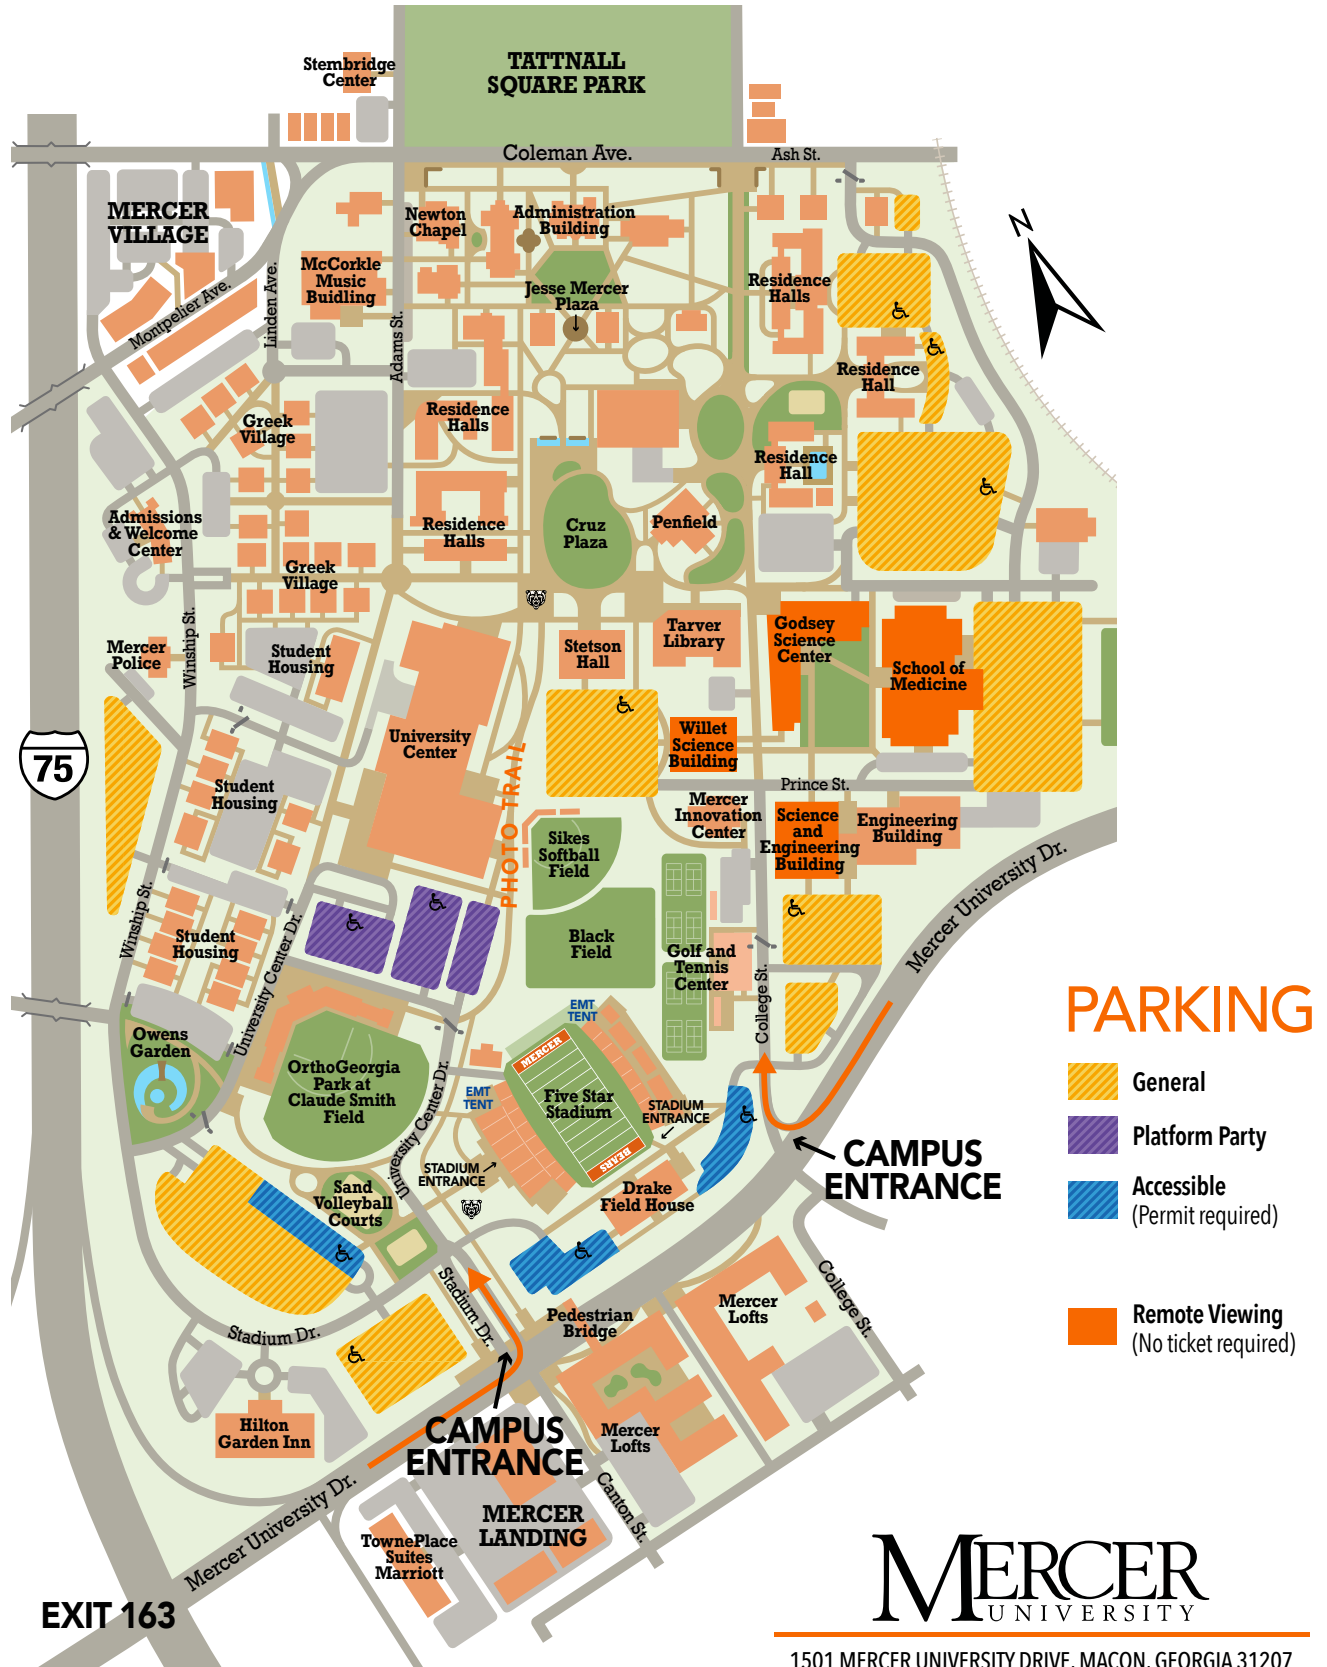 TATTNALL
SQUARE PARK
Stembridge
Center
Coleman Ave.
Ash St.
MERCER
VILLAGE
Newton
Chapel
Administration
Building
McCorkle
Music
Buidling
Jesse Mercer
Plaza
Residence
Halls
N
Montpelier Ave.
Linden Ave.
Adams St.
Residence
Hall
Greek
Village
Residence
Halls
Residence
Hall
Admissions
& Welcome
Center
Residence
Halls
Cruz
Plaza
Penfield
Greek
Village
Winship St.
Mercer
Police
Student
Housing
Stetson
Hall
Tarver
Library
Godsey
Science
Center
School of
Medicine
University
Center
PHOTO TRAIL
Willet
Science
Building
75
Student
Housing
Prince St.
Mercer
Innovation
Center
Science
and
Engineering
Building
Engineering
Building
Sikes
Softball
Field
Mercer University Dr.
Winship St.
Student
Housing
University Center Dr.
Black
Field
Golf and
Tennis
Center
College St.
PARKING
EMT
TENT
Owens
Garden
MERCER
OrthoGeorgia
Park at
Claude Smith
Field
University Center Dr.
EMT
TENT
Five Star
Stadium
STADIUM
ENTRANCE
BEARS
General
Platform Party
CAMPUS
ENTRANCE
STADIUM
ENTRANCE
Sand
Volleyball
Courts
Drake
Field House
Accessible
(Permit required)
Stadium Dr.
Stadium Dr.
Pedestrian
Bridge
Mercer
Lofts
College St.
Remote Viewing
(No ticket required)
Hilton
Garden Inn
CAMPUS
ENTRANCE
Mercer
Lofts
Mercer University Dr.
MERCER
LANDING
Canton St.
TownePlace
Suites
Marriott
EXIT 163
MERCER
UNIVERSITY
1501 MERCER UNIVERSITY DRIVE, MACON, GEORGIA 31207